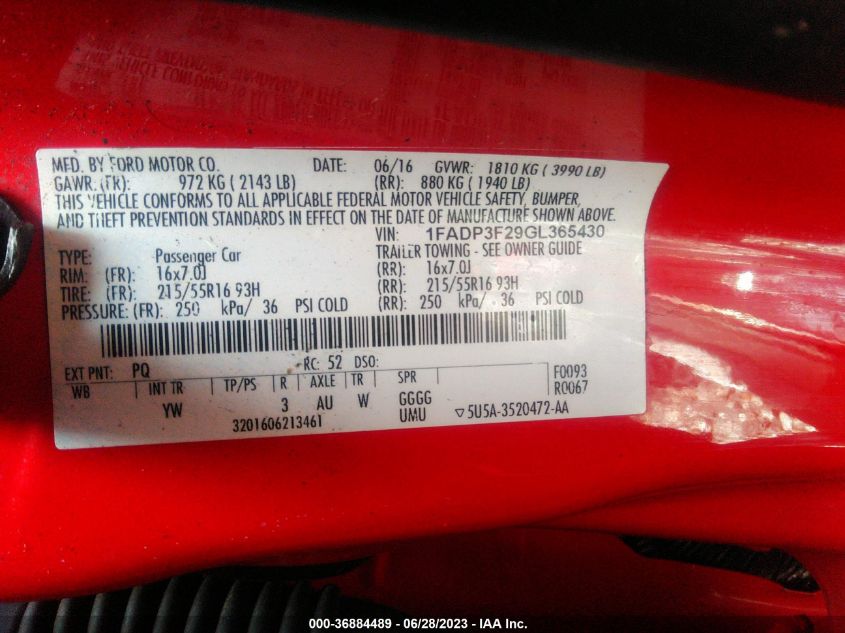 MFD. BY FORD MOTOR CO. DATE: 06/16 GVWR: 1810 KG ( 3990 LB)
GAWR: (FR): 972 KG ( 2143 LB) (RR): 880 KG ( 1940 LB)
THIS VEHICLE CONFORMS TO ALL APPLICABLE FEDERAL MOTOR VEHICLE SAFETY, BUMPER,
AND THEFT PREVENTION STANDARDS IN EFFECT ON THE DATE OF MANUFACTURE SHOWN ABOVE.
VIN: 1FADP3F29GL365430
TYPE: Passenger Car TRAILER TOWING - SEE OWNER GUIDE
RIM: (FR): 16x7.0J (RR): 16x7.0J
TIRE: (FR): 215/55R16 93H (RR): 215/55R16 93H
PRESSURE: (FR): 250 kPa/ 36 PSI COLD (RR): 250 kPa/ 36 PSI COLD
EXT PNT: PQ RC: 52 DSO: F0093
WB INT TR TP/PS R AXLE TR SPR R0067
YW 3 AU W GGGG
3201606213461 UMU ▽5U5A-3520472-AA
000-36884489 - 06/28/2023 - IAA Inc.